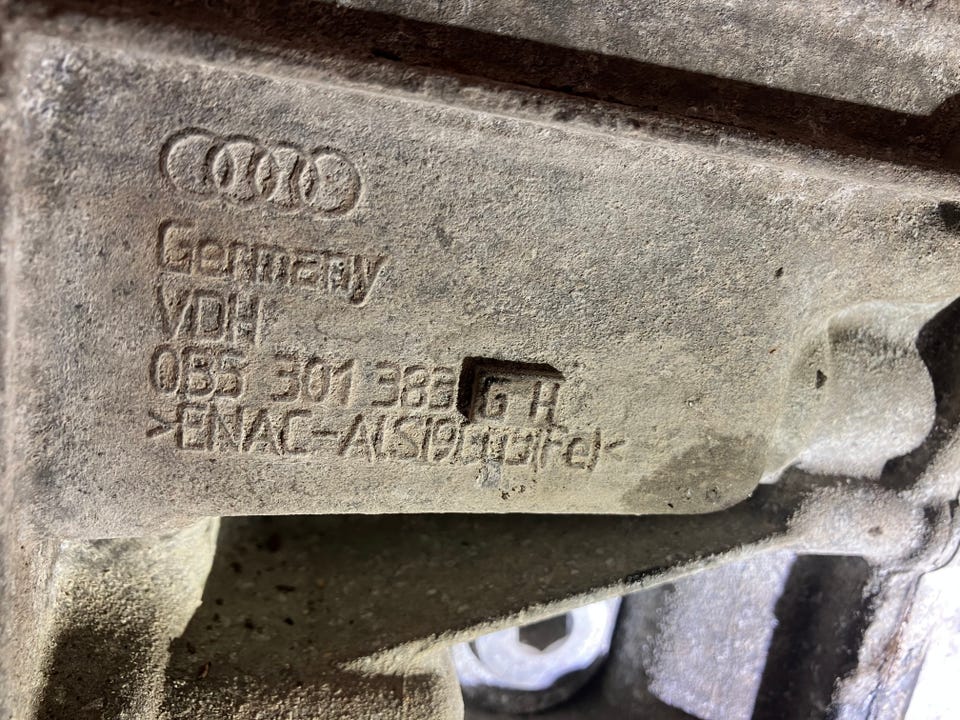 Germany
VDH
0B5 301 383 G H
>ENAC-AlSi9Cu3(Fe)<